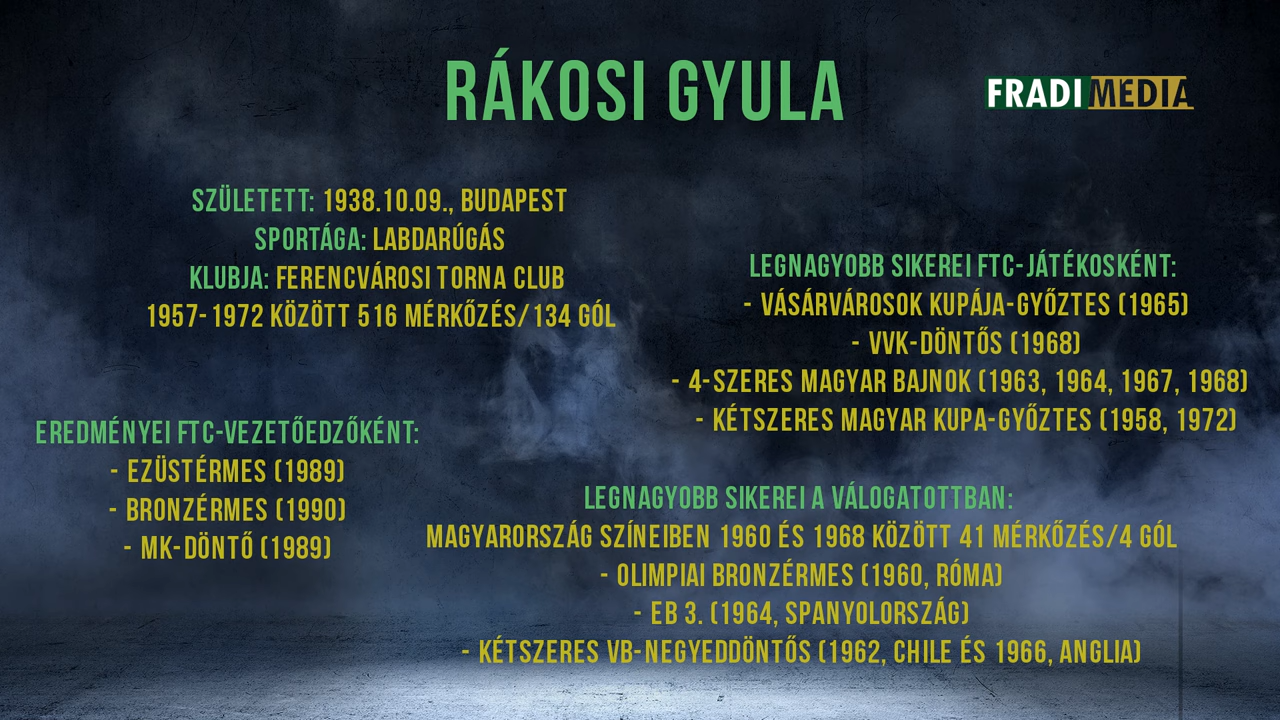 RÁKOSI GYULA
FRADIMÉDIA
SZÜLETETT: 1938.10.09., BUDAPEST
SPORTÁGA: LABDARÚGÁS
KLUBJA: FERENCVÁROSI TORNA CLUB
1957-1972 KÖZÖTT 516 MÉRKŐZÉS/134 GÓL
LEGNAGYOBB SIKEREI FTC-JÁTÉKOSKÉNT:
- VÁSÁRVÁROSOK KUPÁJA-GYŐZTES (1965)
- VVK-DÖNTŐS (1968)
- 4-SZERES MAGYAR BAJNOK (1963, 1964, 1967, 1968)
- KÉTSZERES MAGYAR KUPA-GYŐZTES (1958, 1972)
EREDMÉNYEI FTC-VEZETŐEDZŐKÉNT:
- EZÜSTÉRMES (1989)
- BRONZÉRMES (1990)
- MK-DÖNTŐ (1989)
LEGNAGYOBB SIKEREI A VÁLOGATOTTBAN:
MAGYARORSZÁG SZÍNEIBEN 1960 ÉS 1968 KÖZÖTT 41 MÉRKŐZÉS/4 GÓL
- OLIMPIAI BRONZÉRMES (1960, RÓMA)
- EB 3. (1964, SPANYOLORSZÁG)
- KÉTSZERES VB-NEGYEDDÖNTŐS (1962, CHILE ÉS 1966, ANGLIA)